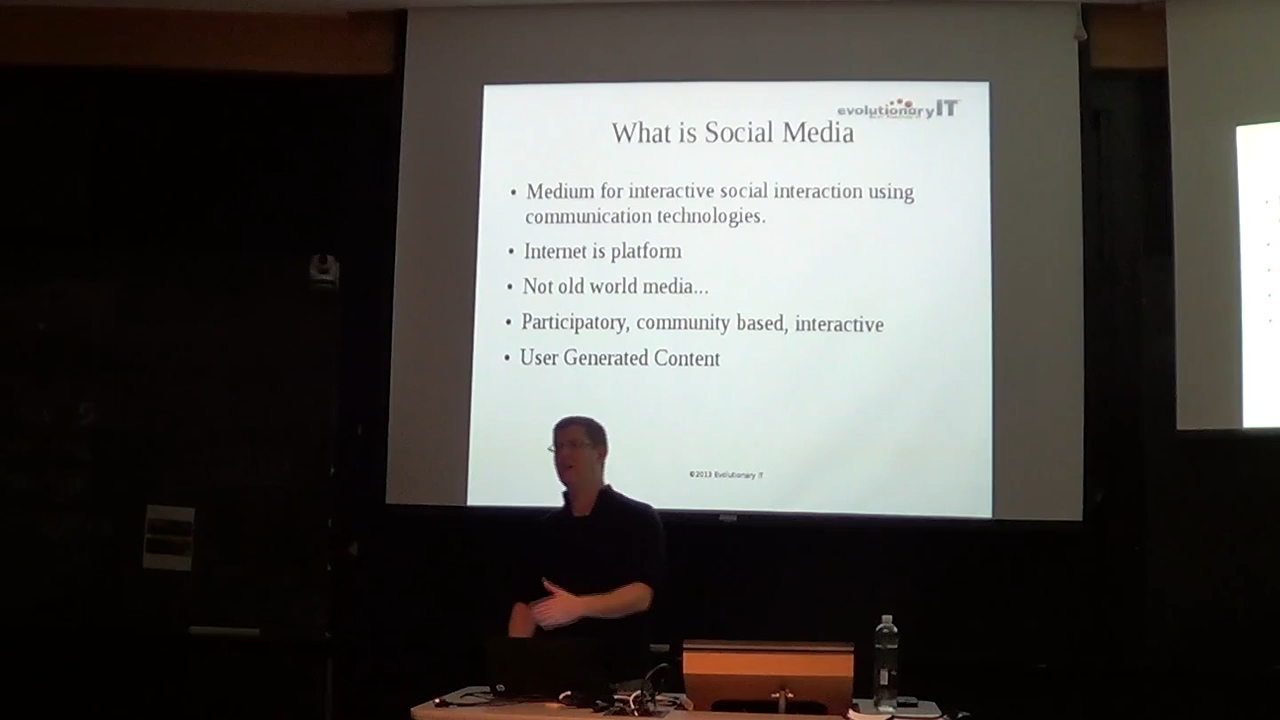 evolutionaryIT
What is Social Media
• Medium for interactive social interaction using
communication technologies.
• Internet is platform
• Not old world media...
• Participatory, community based, interactive
• User Generated Content
©2013 Evolutionary IT
hp